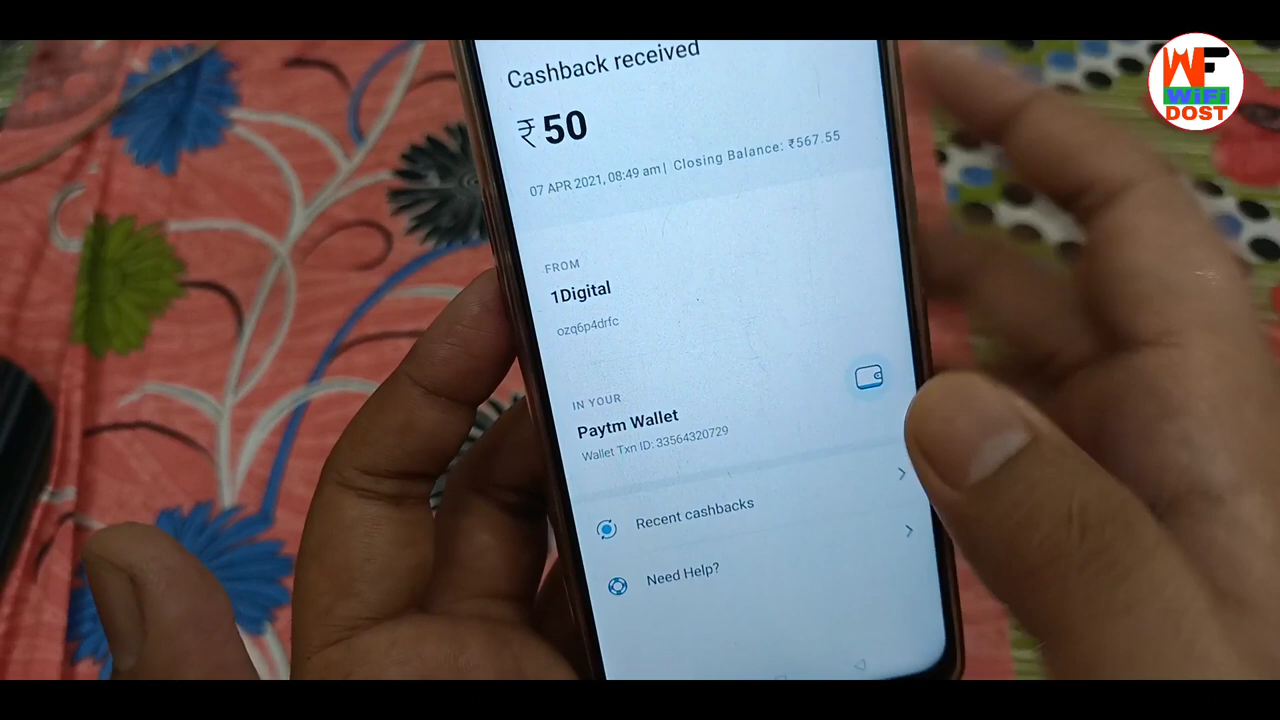 Cashback received
₹50
07 APR 2021, 08:49 am| Closing Balance: ₹567.55
FROM
1Digital
ozq6p4drfc
IN YOUR
Paytm Wallet
Wallet Txn ID: 33564320729
Recent cashbacks
Need Help?
WF
WiFi
DOST